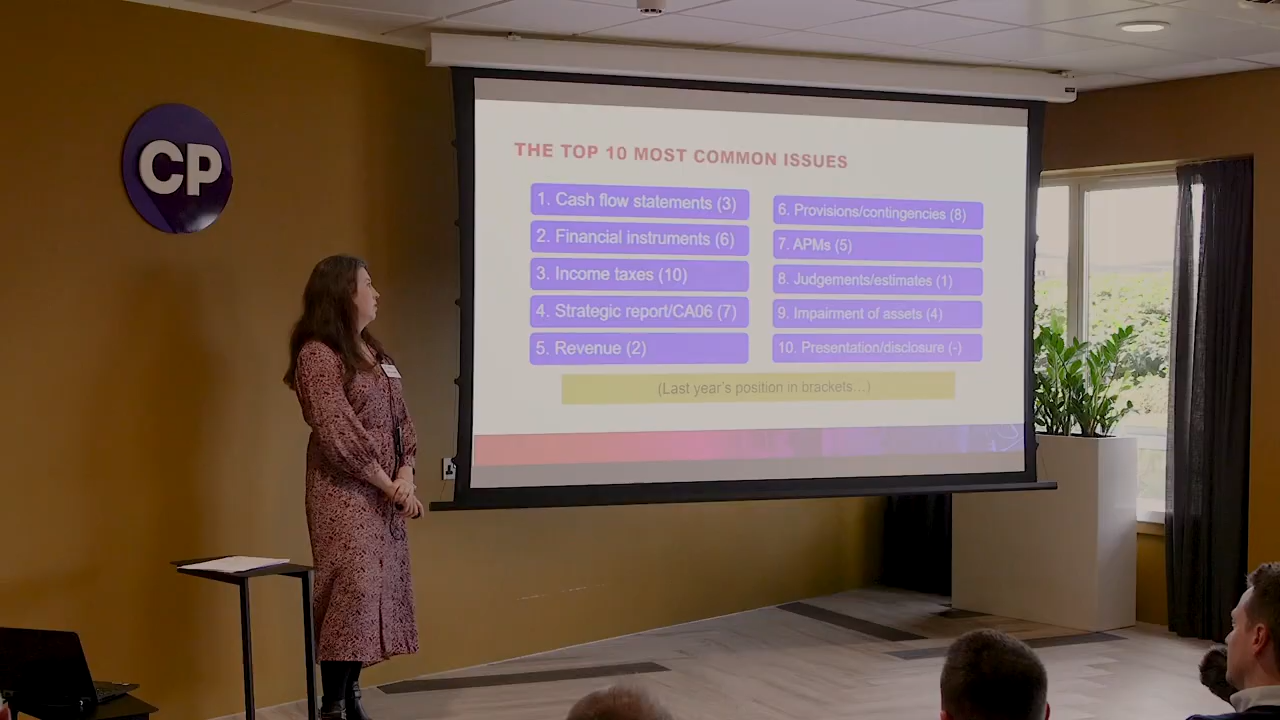 CP
THE TOP 10 MOST COMMON ISSUES
1. Cash flow statements (3)
2. Financial instruments (6)
3. Income taxes (10)
4. Strategic report/CA06 (7)
5. Revenue (2)
6. Provisions/contingencies (8)
7. APMs (5)
8. Judgements/estimates (1)
9. Impairment of assets (4)
10. Presentation/disclosure (-)
(Last year's position in brackets...)